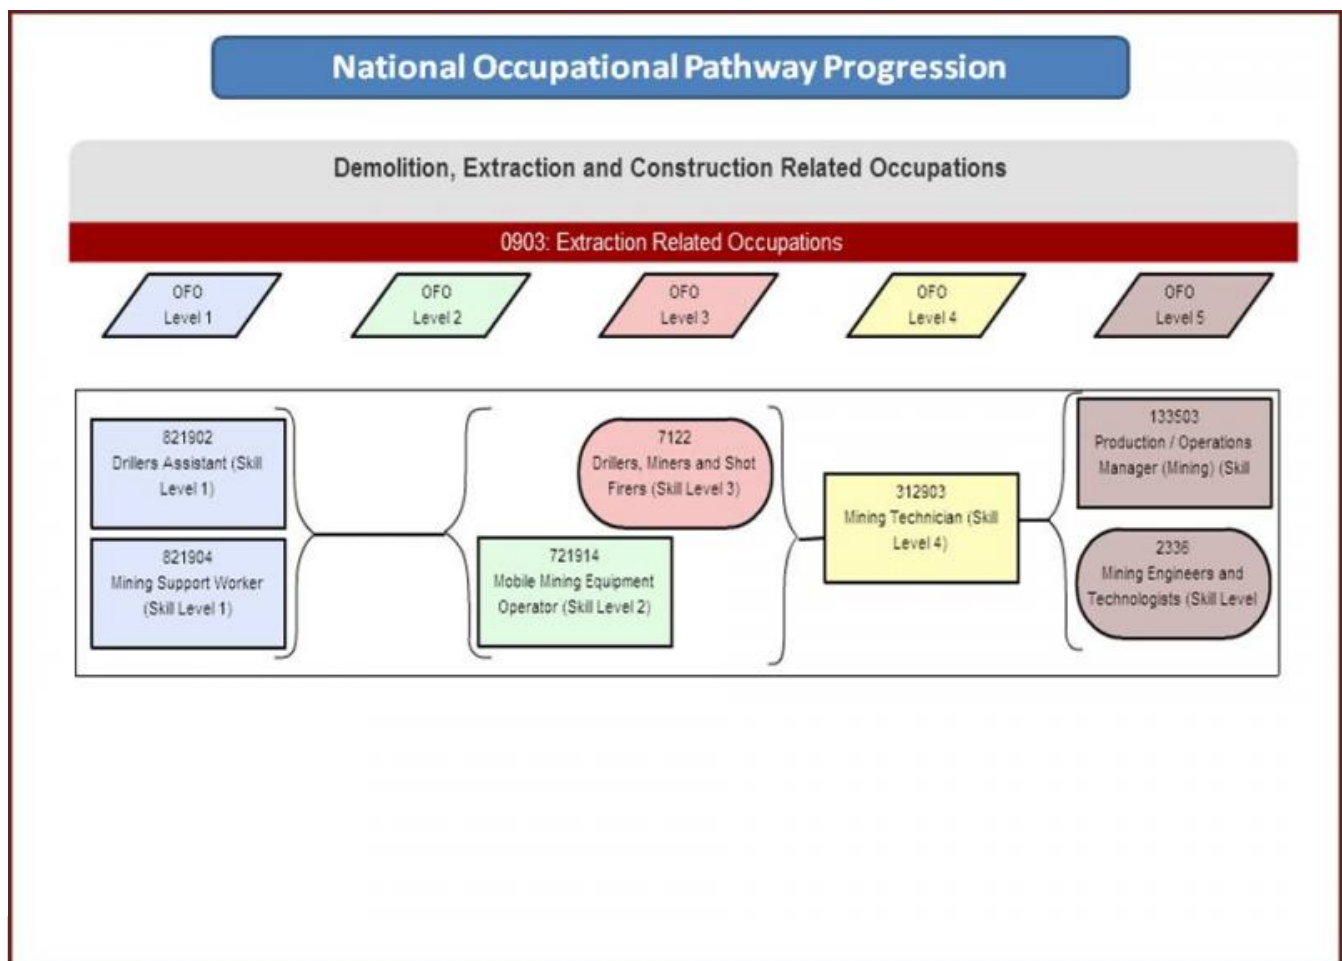 National Occupational Pathway Progression
Demolition, Extraction and Construction Related Occupations
0903: Extraction Related Occupations
OFO
Level 1
OFO
Level 2
OFO
Level 3
OFO
Level 4
OFO
Level 5
821902
Drillers Assistant (Skill
Level 1)
821904
Mining Support Worker
(Skill Level 1)
7122
Drillers, Miners and Shot
Firers (Skill Level 3)
721914
Mobile Mining Equipment
Operator (Skill Level 2)
312903
Mining Technician (Skill
Level 4)
133503
Production / Operations
Manager (Mining) (Skill
2336
Mining Engineers and
Technologists (Skill Level